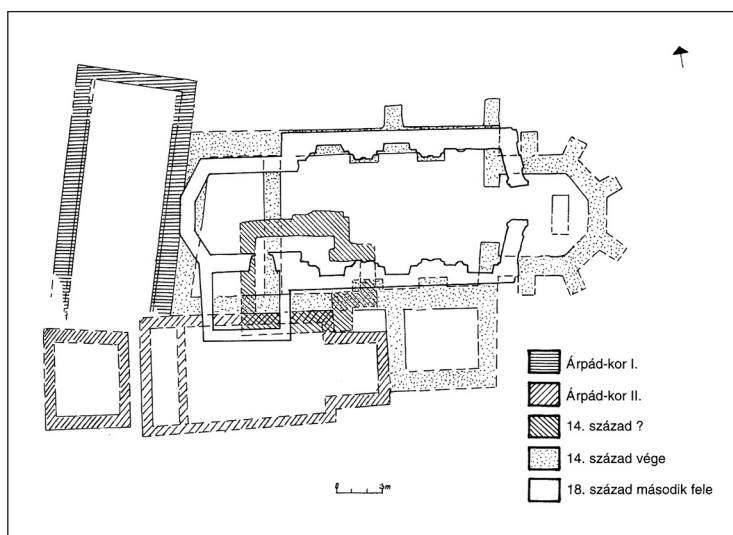 Árpád-kor I.
Árpád-kor II.
14. század ?
14. század vége
18. század második fele